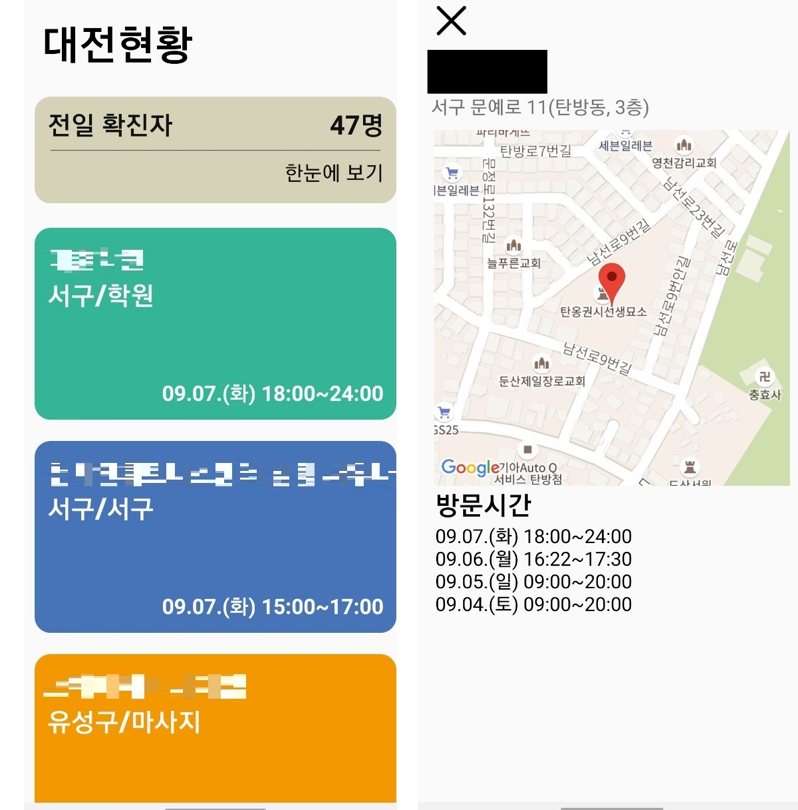 대전현황
전일 확진자 47명
한눈에 보기
서구/학원
09.07.(화) 18:00~24:00
서구/서구
09.07.(화) 15:00~17:00
유성구/마사지
서구 문예로 11(탄방동, 3층)
파리바게뜨
세븐일레븐
탄방로7번길
영천감리교회
븐일레븐
문정로132번길
남선로23번길
남선로9번길
남선로
늘푸른교회
남선로9번안길
탄옹권시선생묘소
남선로9번길
둔산제일장로교회
충효사
GS25
Google
기아Auto Q
서비스 탄방점
도산서원
방문시간
09.07.(화) 18:00~24:00
09.06.(월) 16:22~17:30
09.05.(일) 09:00~20:00
09.04.(토) 09:00~20:00